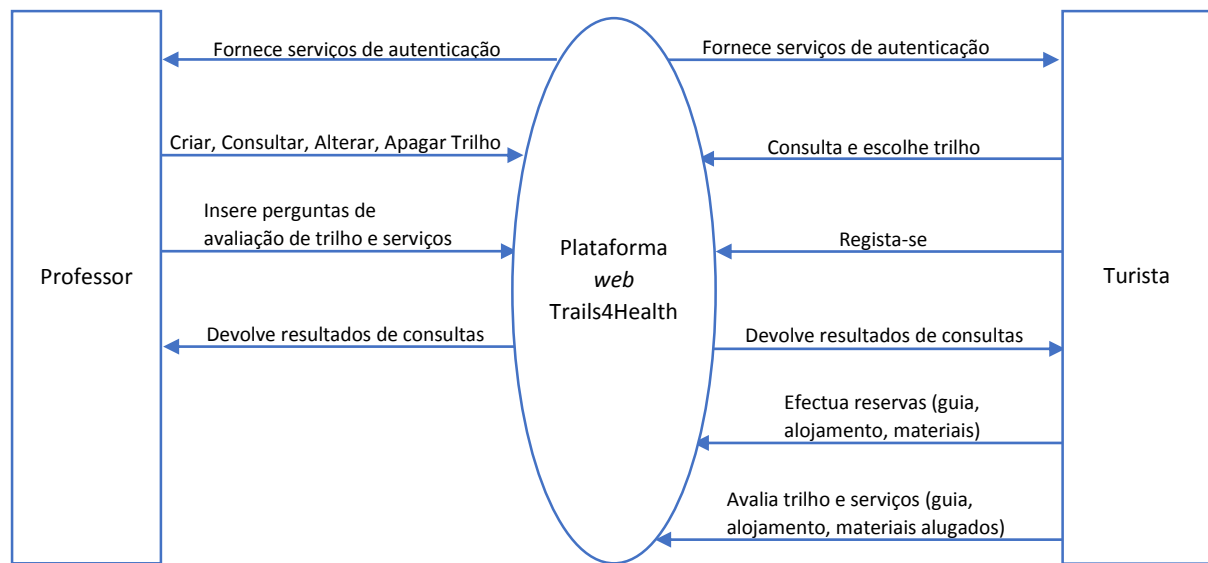 Fornece serviços de autenticação
Criar, Consultar, Alterar, Apagar Trilho
Insere perguntas de
avaliação de trilho e serviços
Professor
Devolve resultados de consultas
Plataforma
web
Trails4Health
Fornece serviços de autenticação
Consulta e escolhe trilho
Regista-se
Turista
Devolve resultados de consultas
Efectua reservas (guia,
alojamento, materiais)
Avalia trilho e serviços (guia,
alojamento, materiais alugados)